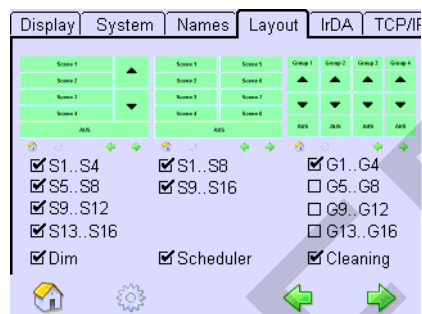 Display System Names Layout IrDA TCP/IP
Scene 1 Scene 1 Scene 5 Group 1 Group 2 Group 3 Group 4
Scene 2 Scene 2 Scene 6
Scene 3 Scene 3 Scene 7
Scene 4 Scene 4 Scene 8
AUS AUS AUS AUS AUS AUS
S1..S4 S1..S8 G1..G4
S5..S8 S9..S16 G5..G8
S9..S12 G9..G12
S13..S16 G13..G16
Dim Scheduler Cleaning